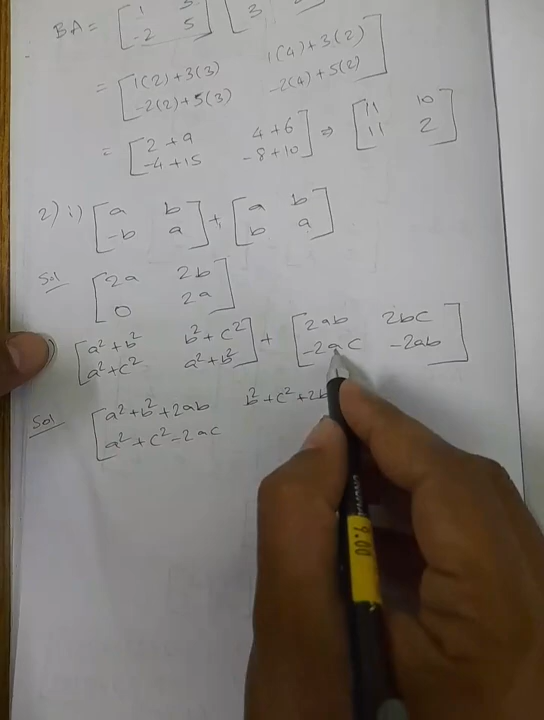 BA = [1 3
-2 5] [
3
= [1(2)+3(3) 1(4)+3(2)
-2(2)+5(3) -2(4)+5(2)]
= [2+9 4+6
-4+15 -8+10] ⇒ [11 10
11 2]
2) i) [a b
-b a] + [a b
b a]
Sol [2a 2b
0 2a]
[a²+b² b²+c²
a²+c² a²+b²] + [2ab 2bc
-2ac -2ab]
Sol [a²+b²+2ab b²+c²+2b
a²+c²-2ac
9.00